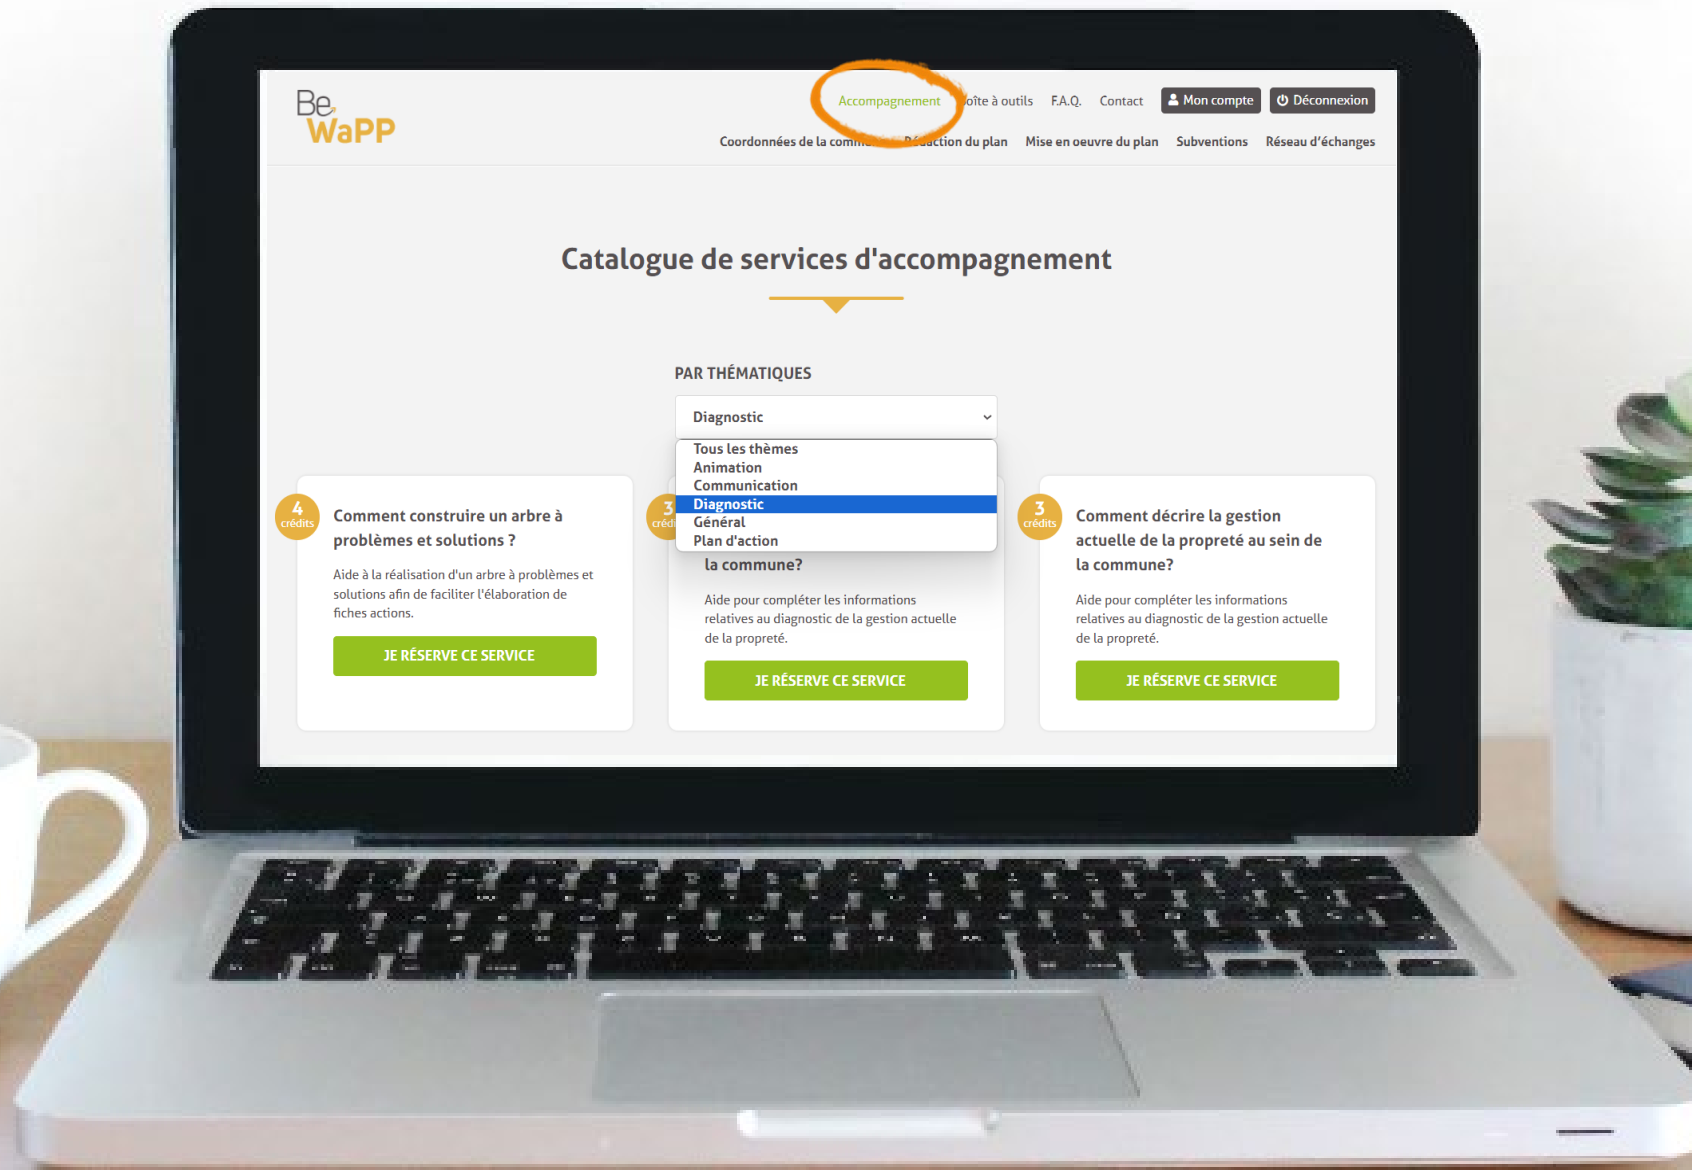 Be
WaPP
Accompagnement
oîte à outils
F.A.Q.
Contact
Mon compte
Déconnexion
Coordonnées de la
du plan
Mise en oeuvre du plan
Subventions
Réseau d'échanges
Catalogue de services d'accompagnement
PAR THÉMATIQUES
Diagnostic
Tous les thèmes
Animation
Communication
Diagnostic
Général
Plan d'action
4
crédits
Comment construire un arbre à
problèmes et solutions ?
Aide à la réalisation d'un arbre à problèmes et
solutions afin de faciliter l'élaboration de
fiches actions.
JE RÉSERVE CE SERVICE
3
la commune?
Aide pour compléter les informations
relatives au diagnostic de la gestion actuelle
de la propreté.
JE RÉSERVE CE SERVICE
3
crédits
Comment décrire la gestion
actuelle de la propreté au sein de
la commune?
Aide pour compléter les informations
relatives au diagnostic de la gestion actuelle
de la propreté.
JE RÉSERVE CE SERVICE